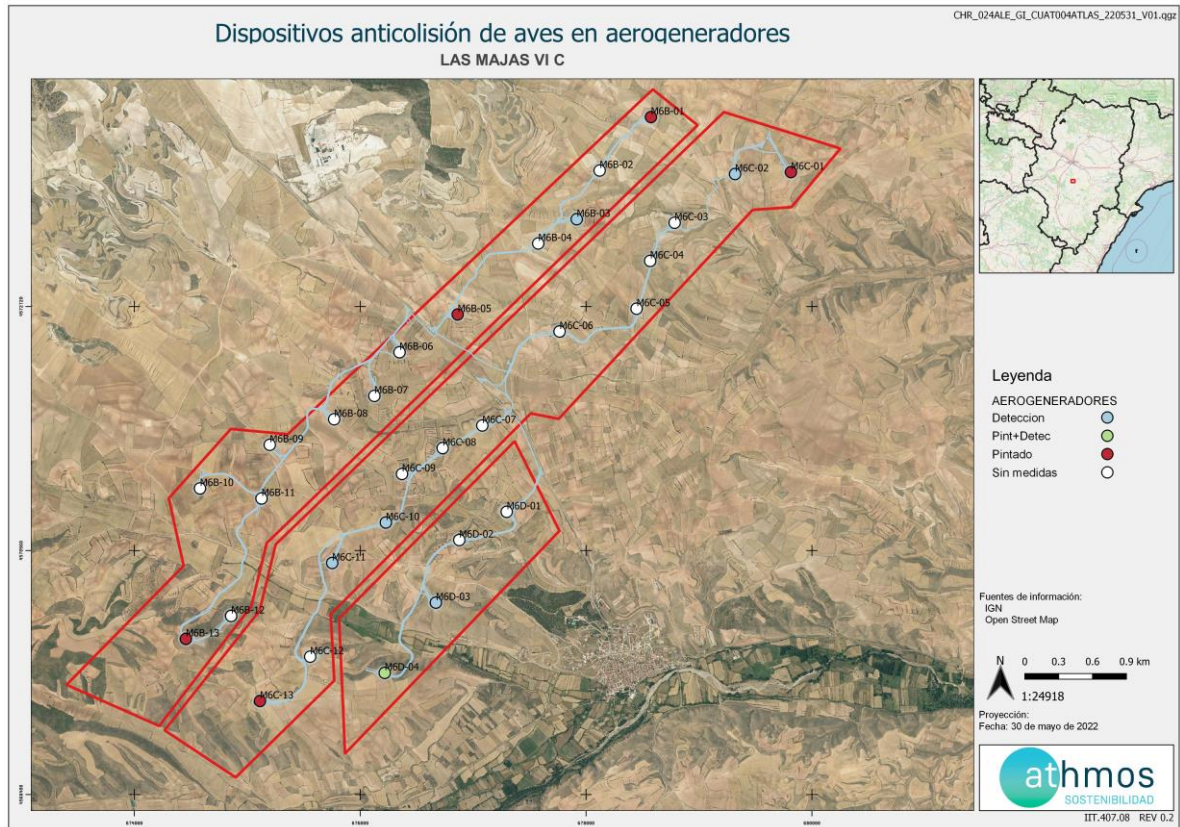 CHR_024ALE_GI_CUAT004ATLAS_220531_V01.qgz
Dispositivos anticolisión de aves en aerogeneradores
LAS MAJAS VI C
M6B-01
M6B-02
M6C-02
M6C-01
M6B-03
M6C-03
M6B-04
M6C-04
M6B-05
M6C-05
M6C-06
M6B-06
M6B-07
M6B-08
M6C-07
M6B-09
M6C-08
M6C-09
M6B-10
M6B-11
M6D-01
M6C-10
M6D-02
M6C-11
M6D-03
M6B-12
M6B-13
M6C-12
M6D-04
M6C-13
674000
676000
678000
680000
Leyenda
AEROGENERADORES
Deteccion
Pint+Detec
Pintado
Sin medidas
Fuentes de información:
IGN
Open Street Map
N
0 0.3 0.6 0.9 km
1:24918
Proyección:
Fecha: 30 de mayo de 2022
athmos
SOSTENIBILIDAD
IIT.407.08 REV 0.2